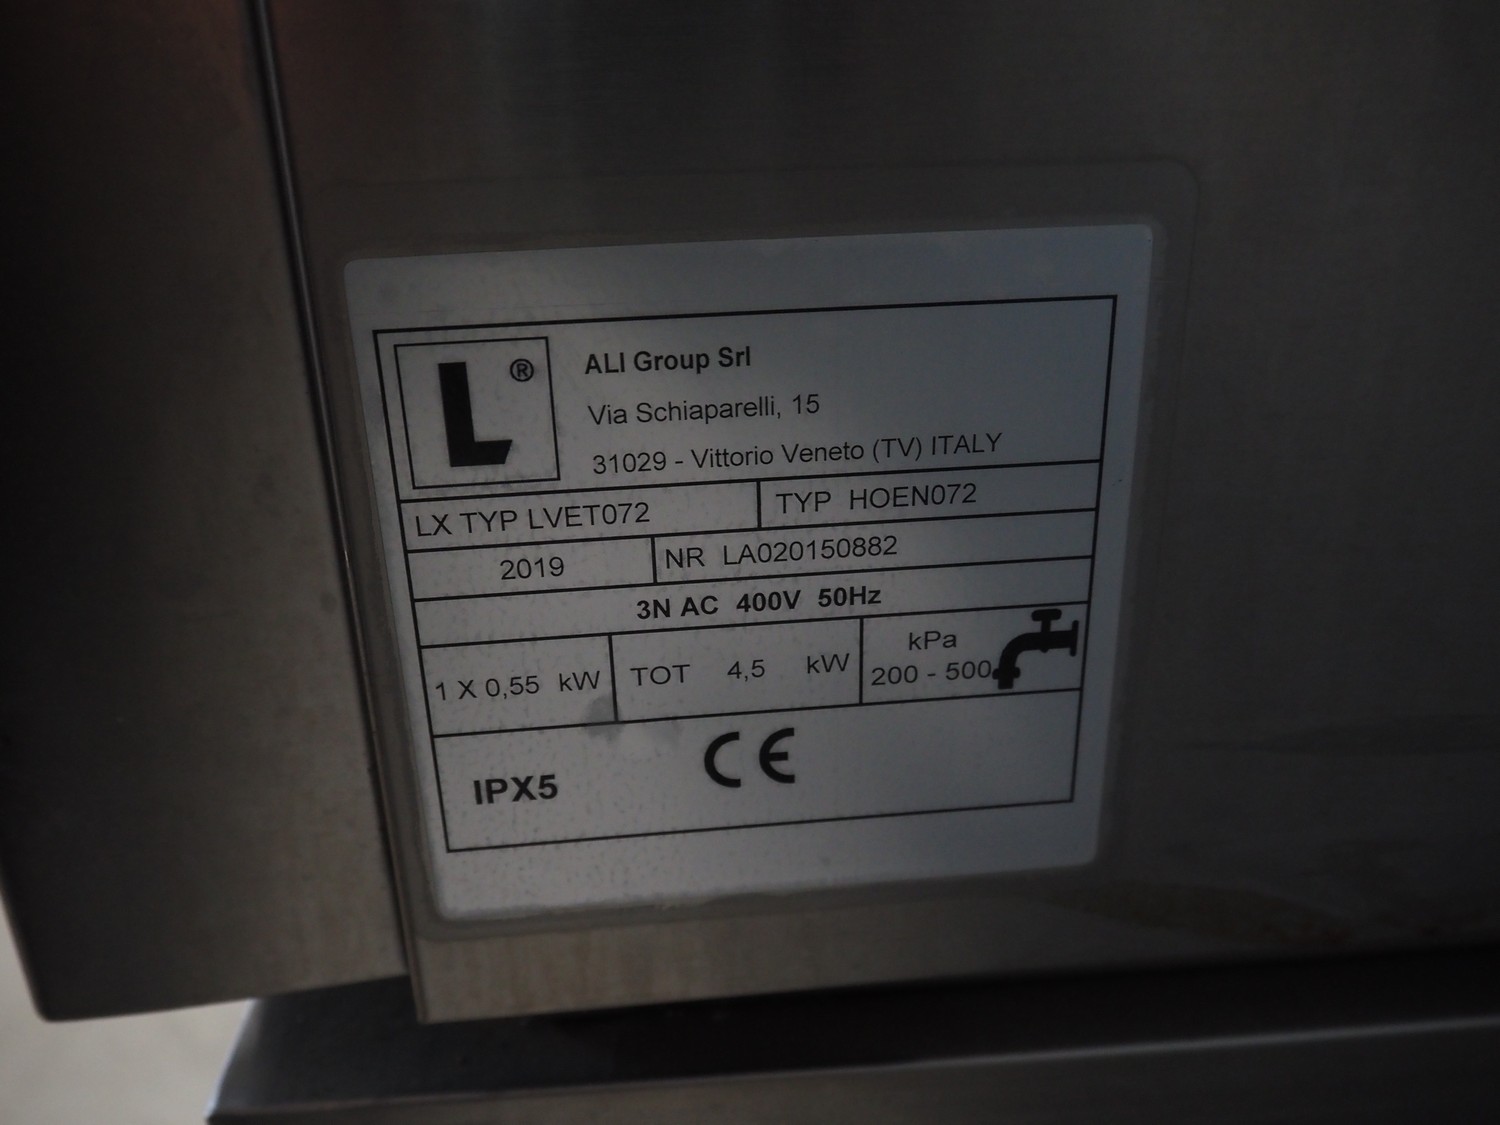 L ®
ALI Group Srl
Via Schiaparelli, 15
31029 - Vittorio Veneto (TV) ITALY
LX TYP LVET072 TYP HOEN072
2019 NR LA020150882
3N AC 400V 50Hz
1 X 0,55 kW TOT 4,5 kW kPa
200 - 500
IPX5 CE